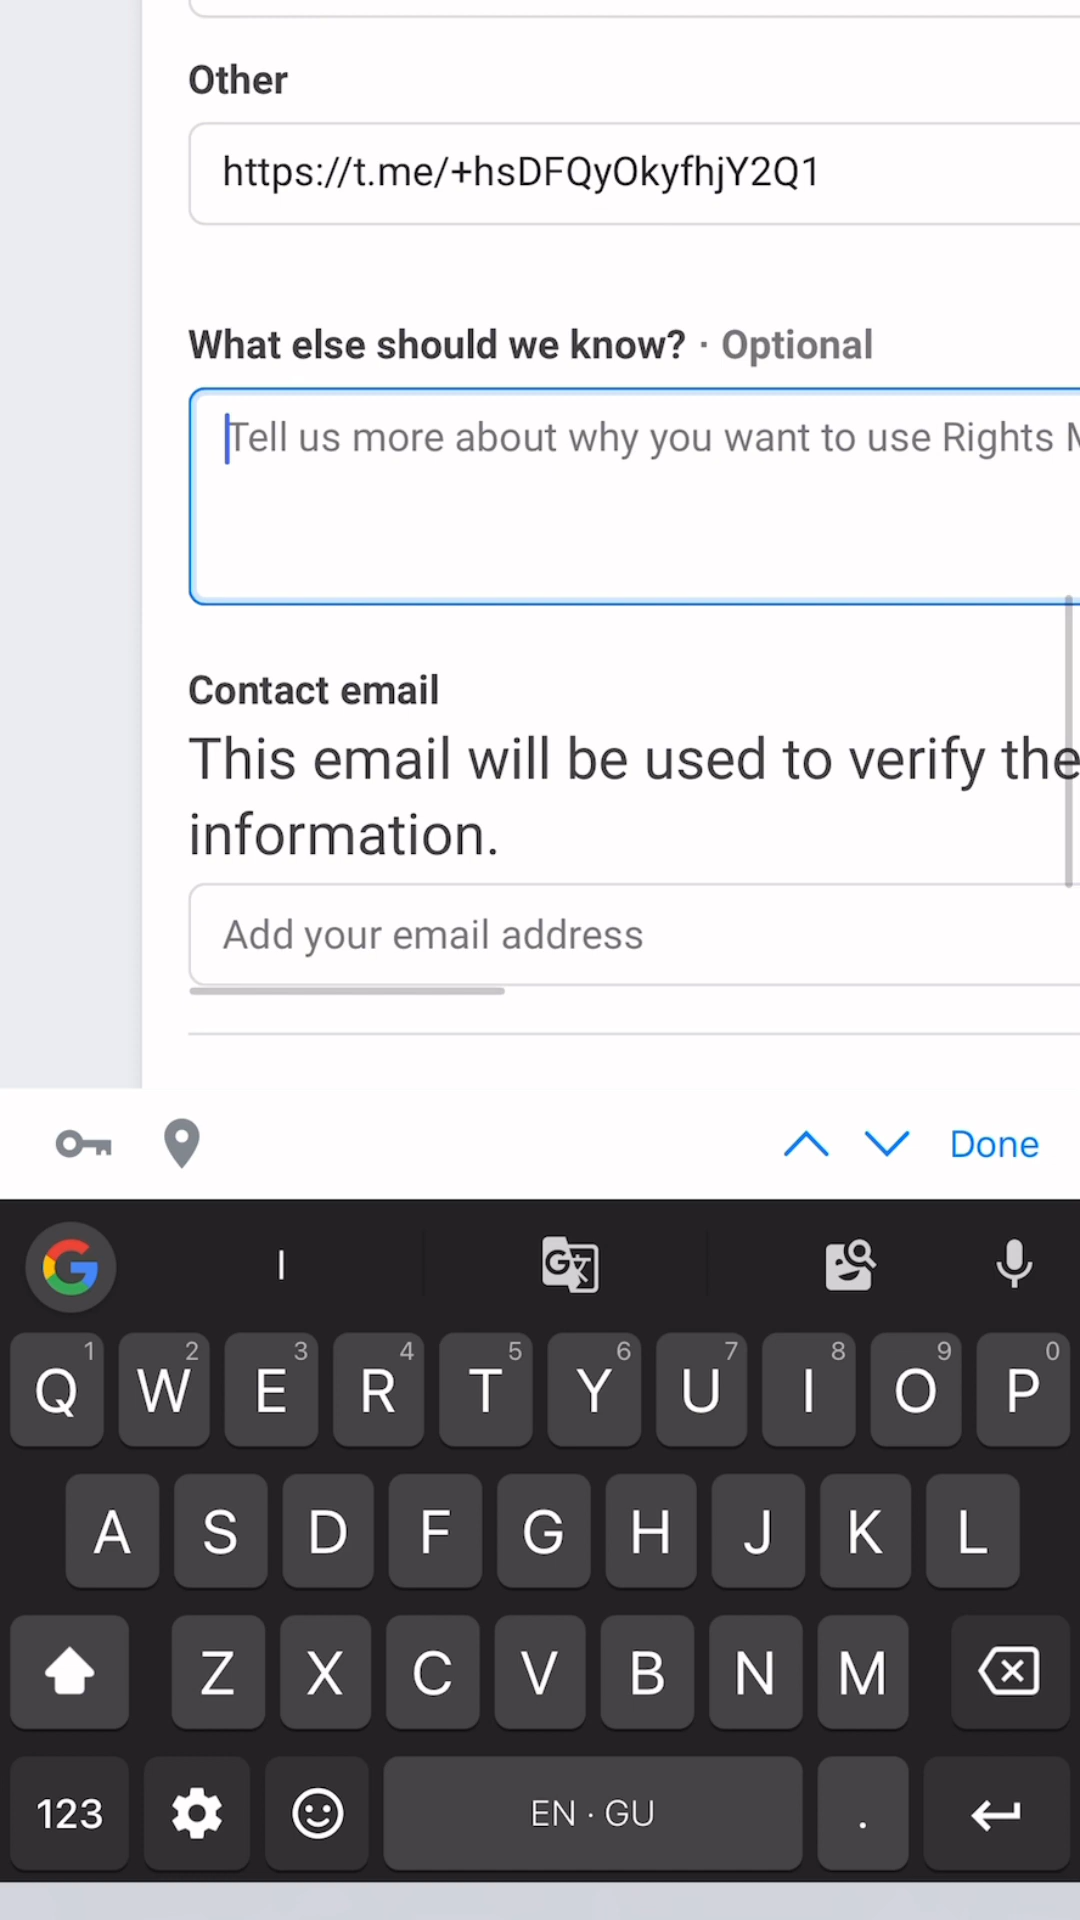 Other
https://t.me/+hsDFQyOkyfhjY2Q1
What else should we know? · Optional
Tell us more about why you want to use Rights
Contact email
This email will be used to verify the
information.
Add your email address
Done
I
1 2 3 4 5 6 7 8 9 0
Q W E R T Y U I O P
A S D F G H J K L
Z X C V B N M
123 EN · GU .